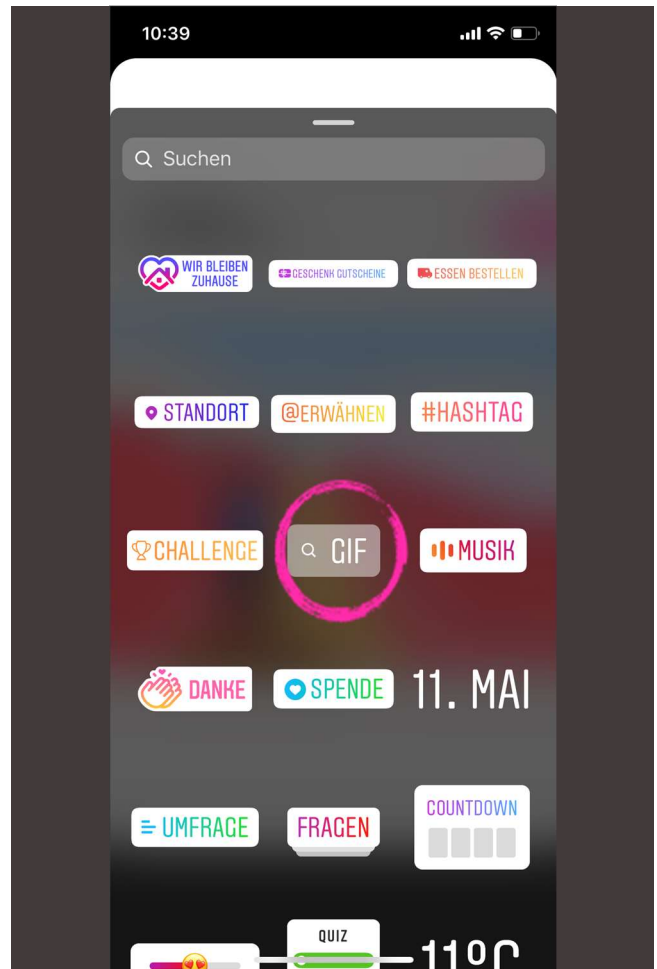 10:39
Suchen
WIR BLEIBEN
ZUHAUSE
GESCHENK GUTSCHEINE
ESSEN BESTELLEN
STANDORT
@ERWÄHNEN
#HASHTAG
CHALLENGE
GIF
MUSIK
DANKE
SPENDE
11. MAI
UMFRAGE
FRAGEN
COUNTDOWN
QUIZ
11°C